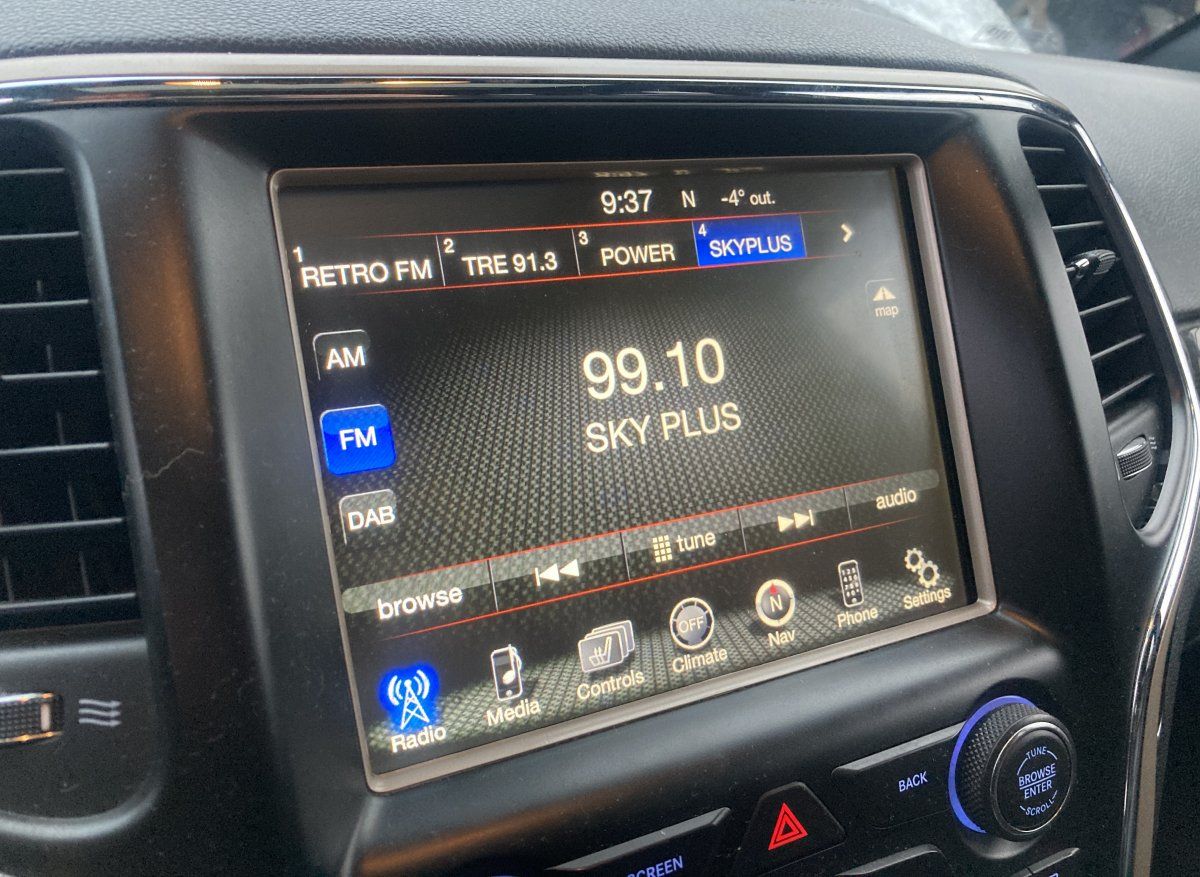 9:37 N -4° out.
1 RETRO FM 2 TRE 91.3 3 POWER 4 SKYPLUS
map
AM
99.10
FM
SKY PLUS
DAB
browse tune audio
Radio Media Controls OFF Climate N Nav Phone Settings
BACK
TUNE
BROWSE
ENTER
SCROLL